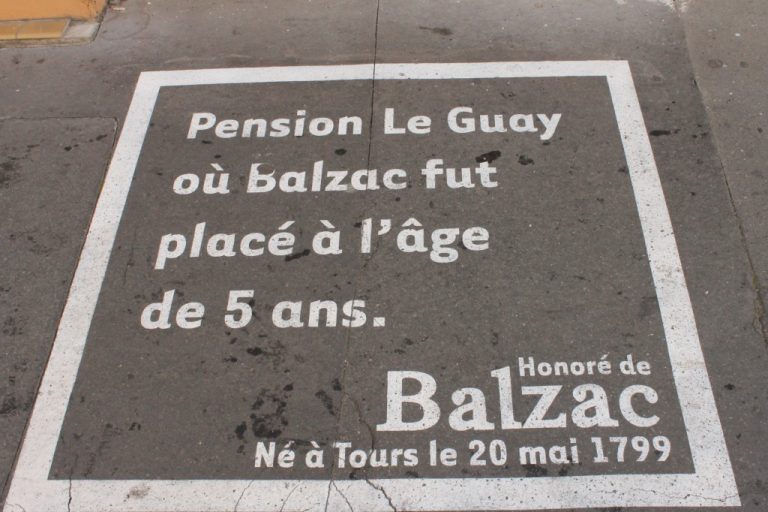 Pension Le Guay
où Balzac fut
placé à l'âge
de 5 ans.
Honoré de
Balzac
Né à Tours le 20 mai 1799